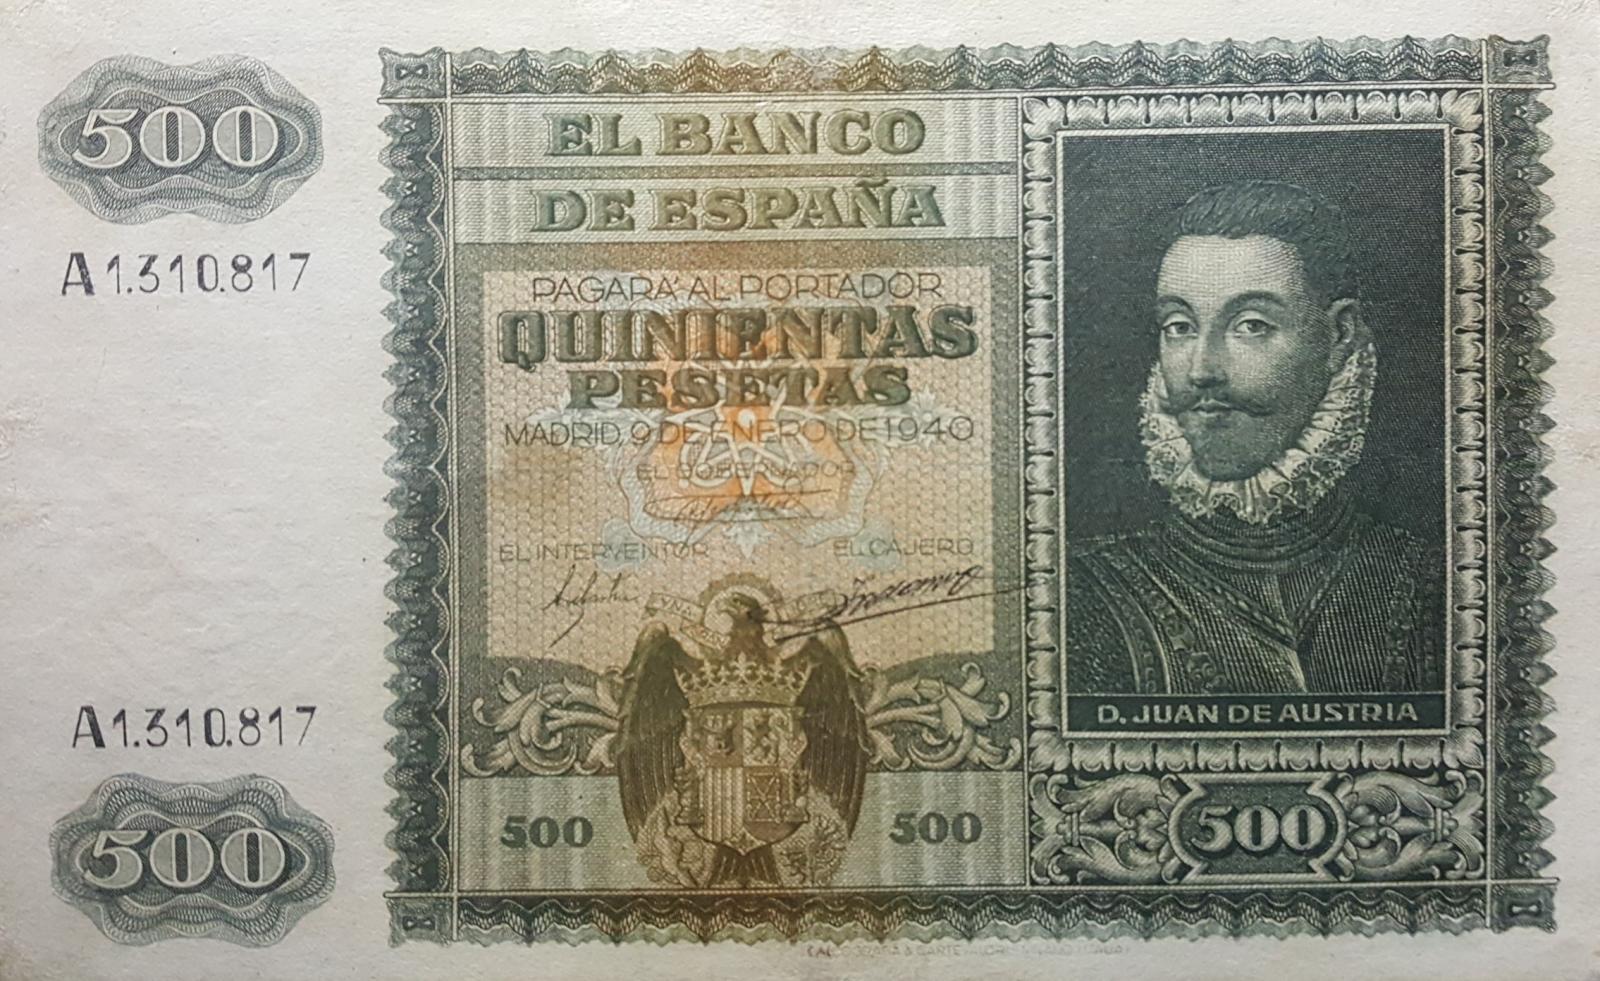 500
A1.310.817
EL BANCO
DE ESPAÑA
PAGARA' AL PORTADOR
QUINIENTAS
PESETAS
MADRID, 9 DE ENERO DE 1940
EL GOBERNADOR
EL INTERVENTOR
EL CAJERO
VNA
D. JUAN DE AUSTRIA
A1.310.817
500
500
500
500